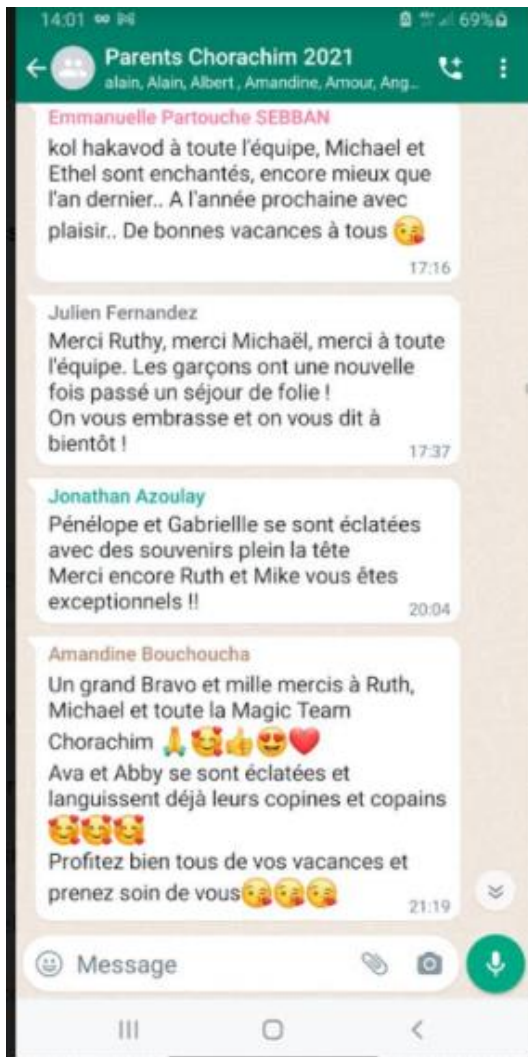 14:01
69%
Parents Chorachim 2021
alain, Alain, Albert , Amandine, Amour, Ang...
Emmanuelle Partouche SEBBAN
kol hakavod à toute l'équipe, Michael et
Ethel sont enchantés, encore mieux que
l'an dernier.. A l'année prochaine avec
plaisir.. De bonnes vacances à tous 😘
17:16
Julien Fernandez
Merci Ruthy, merci Michaël, merci à toute
l'équipe. Les garçons ont une nouvelle
fois passé un séjour de folie !
On vous embrasse et on vous dit à
bientôt !
17:37
Jonathan Azoulay
Pénélope et Gabriellle se sont éclatées
avec des souvenirs plein la tête
Merci encore Ruth et Mike vous êtes
exceptionnels !!
20:04
Amandine Bouchoucha
Un grand Bravo et mille mercis à Ruth,
Michael et toute la Magic Team
Chorachim 🙏🥰👍😍❤️
Ava et Abby se sont éclatées et
languissent déjà leurs copines et copains
🥰🥰🥰
Profitez bien tous de vos vacances et
prenez soin de vous😘😘😘
21:19
Message